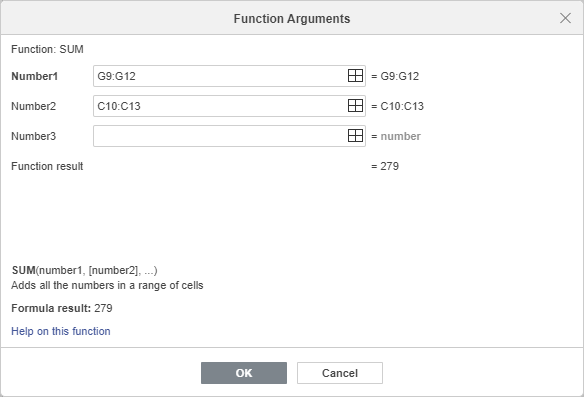 Function Arguments
Function: SUM
Number1 G9:G12 = G9:G12
Number2 C10:C13 = C10:C13
Number3 = number
Function result = 279
SUM(number1, [number2], ...)
Adds all the numbers in a range of cells
Formula result: 279
Help on this function
OK Cancel